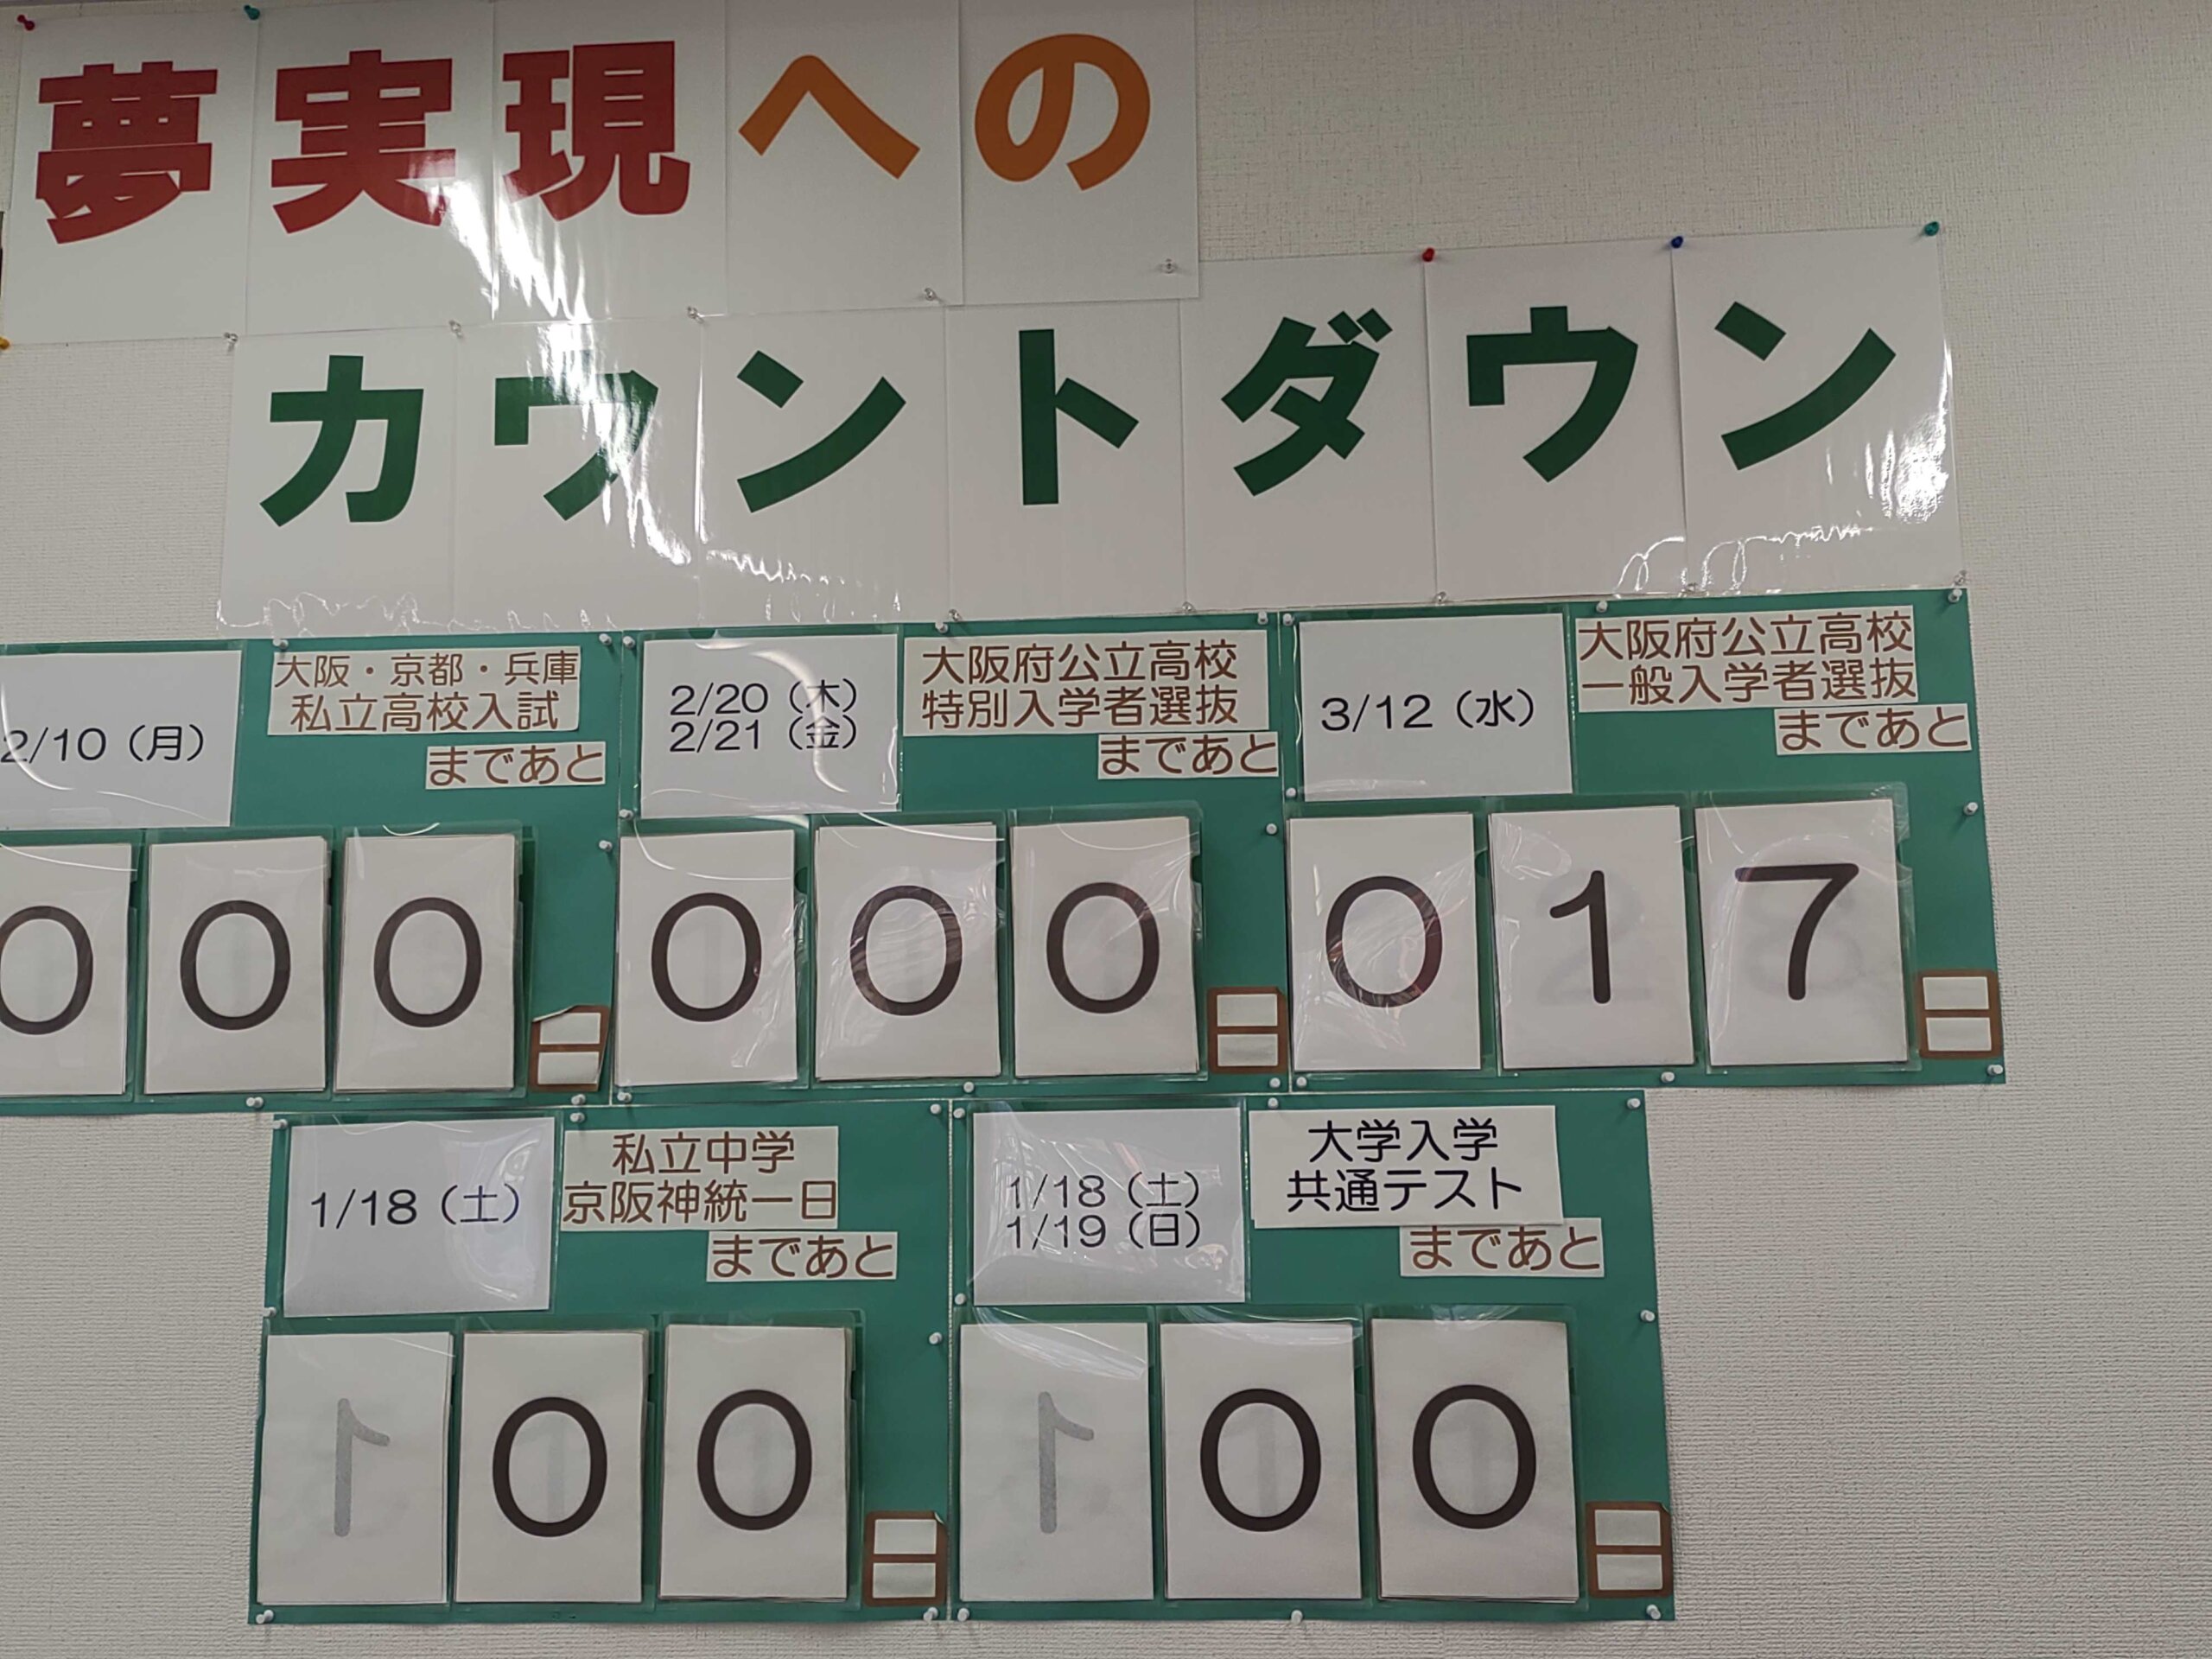 夢実現への
カウントダウン
2/10（月）
大阪・京都・兵庫
私立高校入試
まであと
000日
2/20（木）
2/21（金）
大阪府公立高校
特別入学者選抜
まであと
000日
3/12（水）
大阪府公立高校
一般入学者選抜
まであと
017日
1/18（土）
私立中学
京阪神統一日
まであと
00日
1/18（土）
1/19（日）
大学入学
共通テスト
まであと
00日